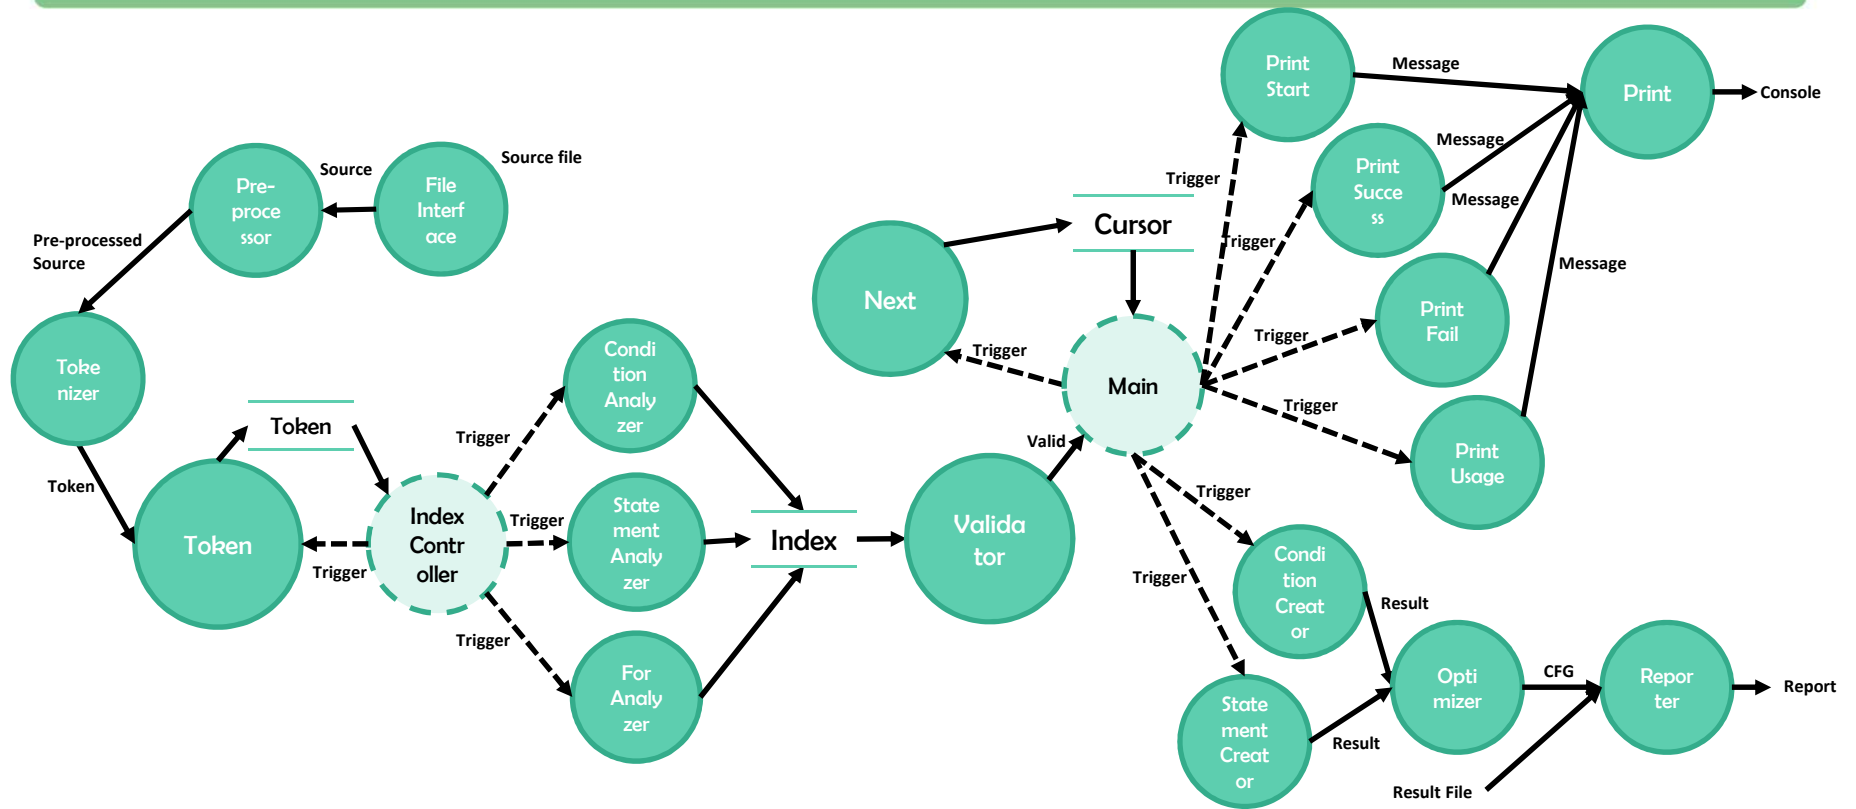 Source file
File
Interf
ace
Source
Pre-
proce
ssor
Pre-processed
Source
Toke
nizer
Token
Token
Token
Trigger
Index
Contr
oller
Trigger
Condi
tion
Analy
zer
Trigger
State
ment
Analy
zer
Trigger
For
Analy
zer
Index
Valida
tor
Valid
Main
Trigger
Next
Cursor
Trigger
Print
Start
Message
Trigger
Print
Succe
ss
Message
Trigger
Print
Fail
Message
Trigger
Print
Usage
Message
Print
Console
Trigger
Condi
tion
Creat
or
Result
Trigger
State
ment
Creat
or
Result
Opti
mizer
CFG
Result File
Repor
ter
Report